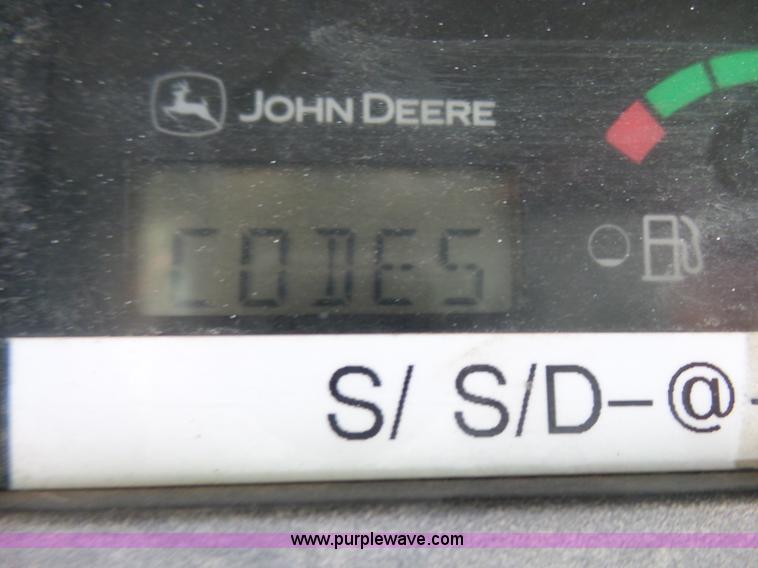 JOHN DEERE
CODES
S/ S/D-@-
www.purplewave.com